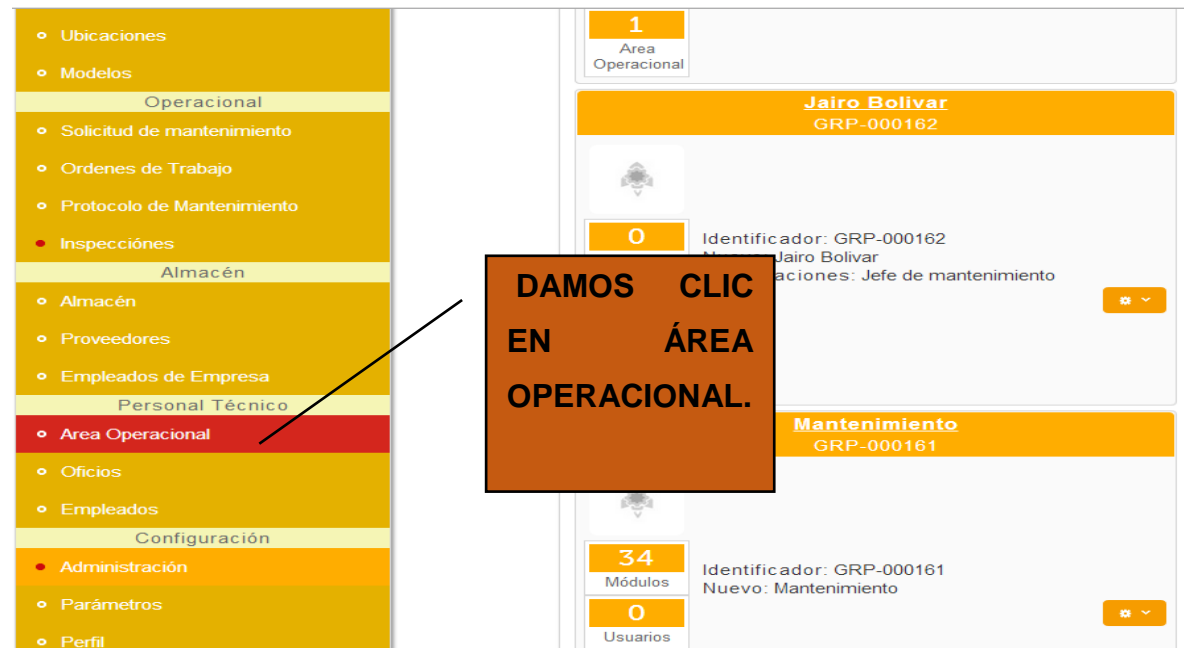 Ubicaciones
Modelos
Operacional
Solicitud de mantenimiento
Ordenes de Trabajo
Protocolo de Mantenimiento
Inspecciónes
Almacén
Almacén
Proveedores
Empleados de Empresa
Personal Técnico
Area Operacional
Oficios
Empleados
Configuración
Administración
Parámetros
Perfil
1
Area
Operacional
Jairo Bolivar
GRP-000162
0
Identificador: GRP-000162
Jairo Bolivar
aciones: Jefe de mantenimiento
DAMOS CLIC
EN ÁREA
OPERACIONAL.
Mantenimiento
GRP-000161
34
Módulos
Identificador: GRP-000161
Nuevo: Mantenimiento
0
Usuarios